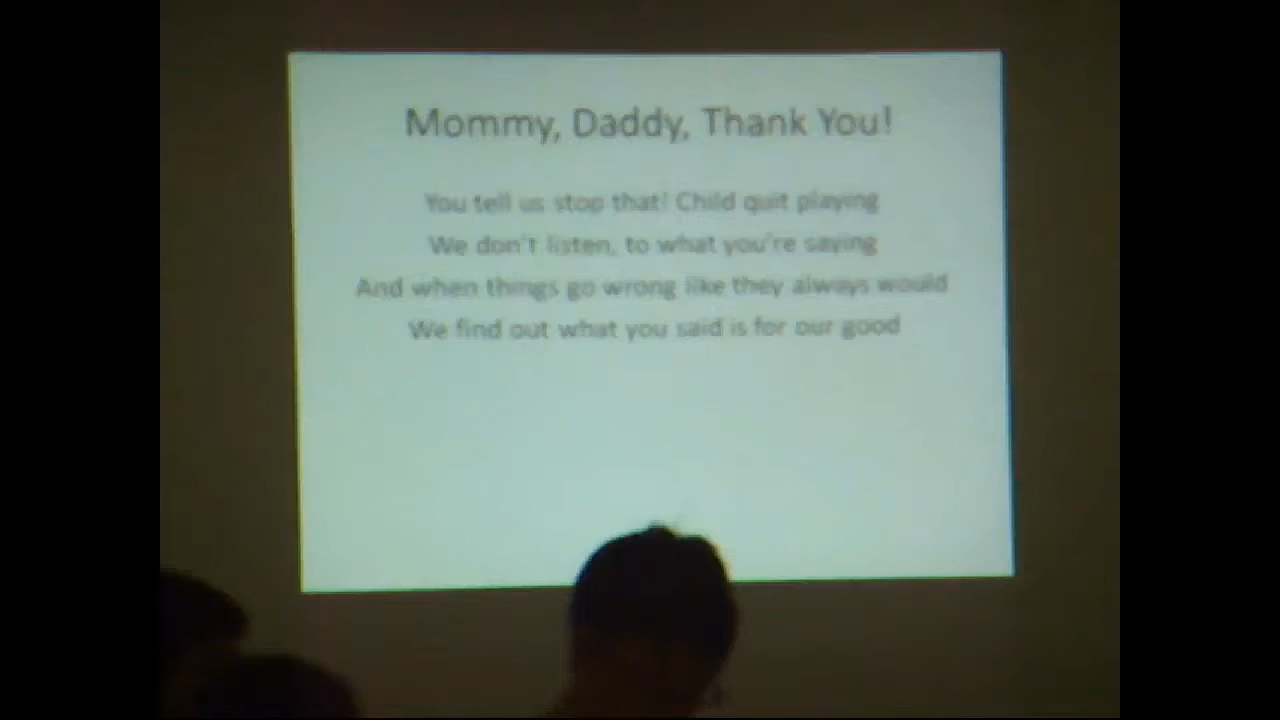 Mommy, Daddy, Thank You!
You tell us stop that! Child quit playing
We don't listen, to what you're saying
And when things go wrong like they always would
We find out what you said is for our good